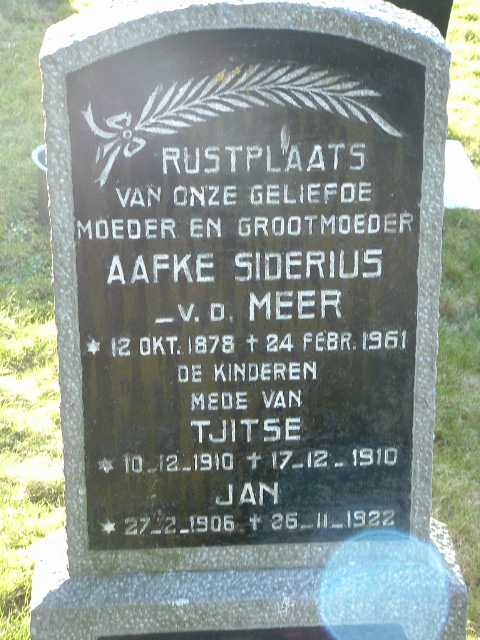 RUSTPLAATS
VAN ONZE GELIEFDE
MOEDER EN GROOTMOEDER
AAFKE SIDERIUS
_V.D. MEER
* 12 OKT. 1878 + 24 FEBR. 1961
DE KINDEREN
MEDE VAN
TJITSE
* 10_12_1910 + 17_12_1910
JAN
* 27_2_1906 + 26_11_1922